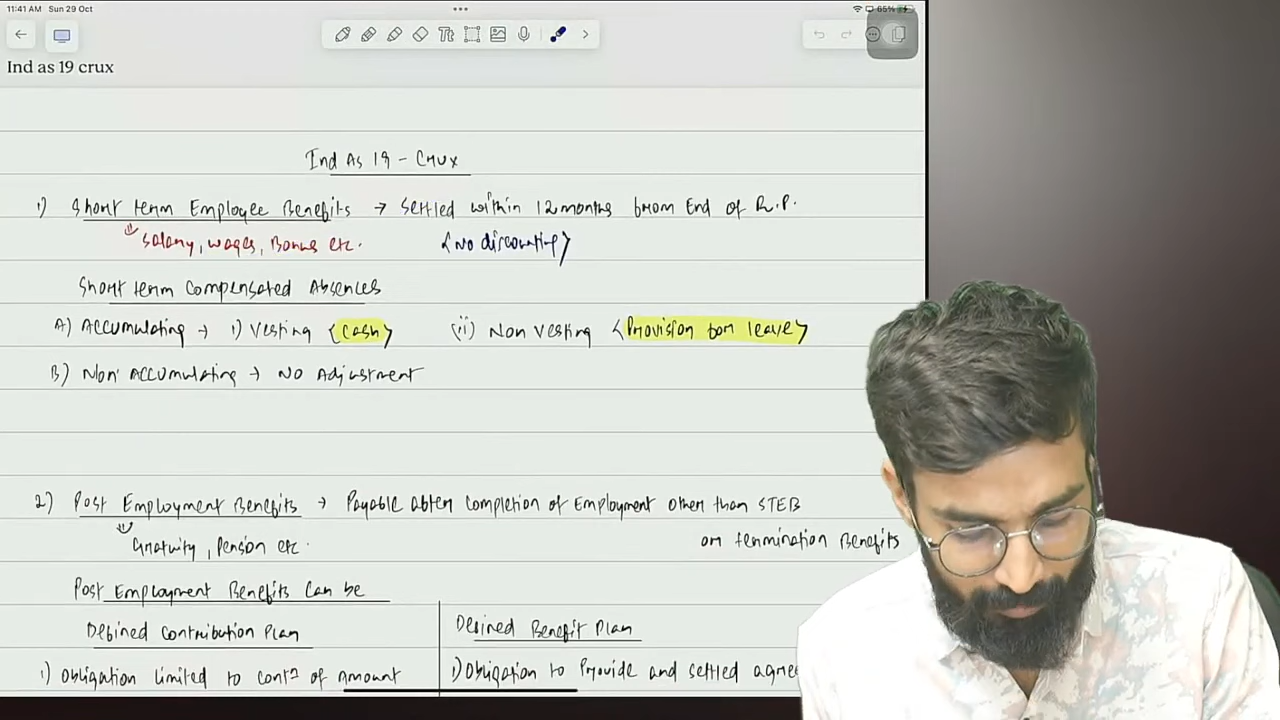 11:41 AM Sun 29 Oct
65%
Tt
Ind as 19 crux
Ind As 19 - Crux
1) Short term Employee Benefits → Settled within 12 months from End of R.P.
Salary, wages, Bonus etc. {No discounting}
Short term Compensated Absences
A) Accumulating → i) Vesting {Cash} (ii) Non Vesting {Provision for leave}
B) Non Accumulating → No Adjustment
2) Post Employment Benefits → Payable after Completion of Employment other than STEB
or termination Benefits
Gratuity, Pension etc.
Post Employment Benefits Can be
Defined Contribution Plan
Desined Benefit Plan
1) Obligation limited to contn of Amount
1) Obligation to Provide and settled agree